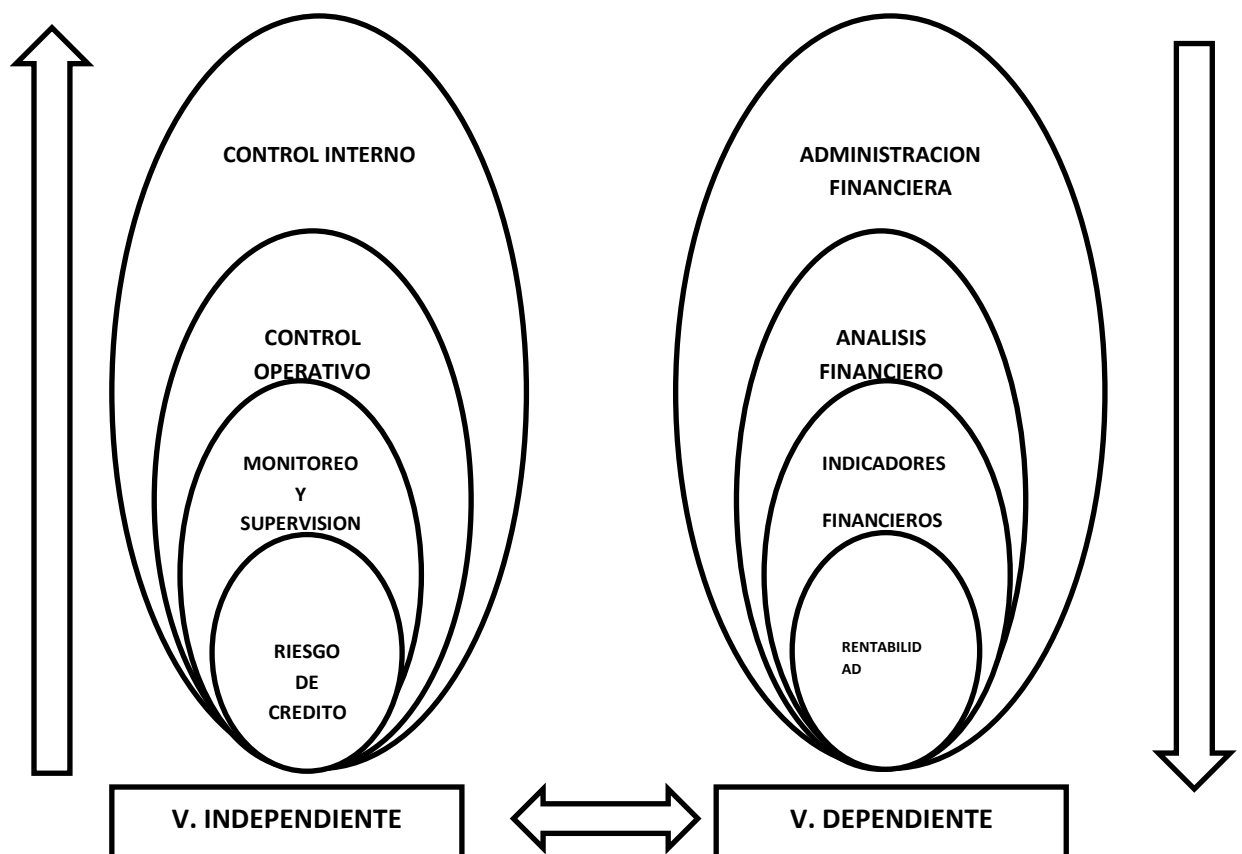 CONTROL INTERNO
CONTROL
OPERATIVO
MONITOREO
Y
SUPERVISION
RIESGO
DE
CREDITO
V. INDEPENDIENTE
ADMINISTRACION
FINANCIERA
ANALISIS
FINANCIERO
INDICADORES
FINANCIEROS
RENTABILID
AD
V. DEPENDIENTE